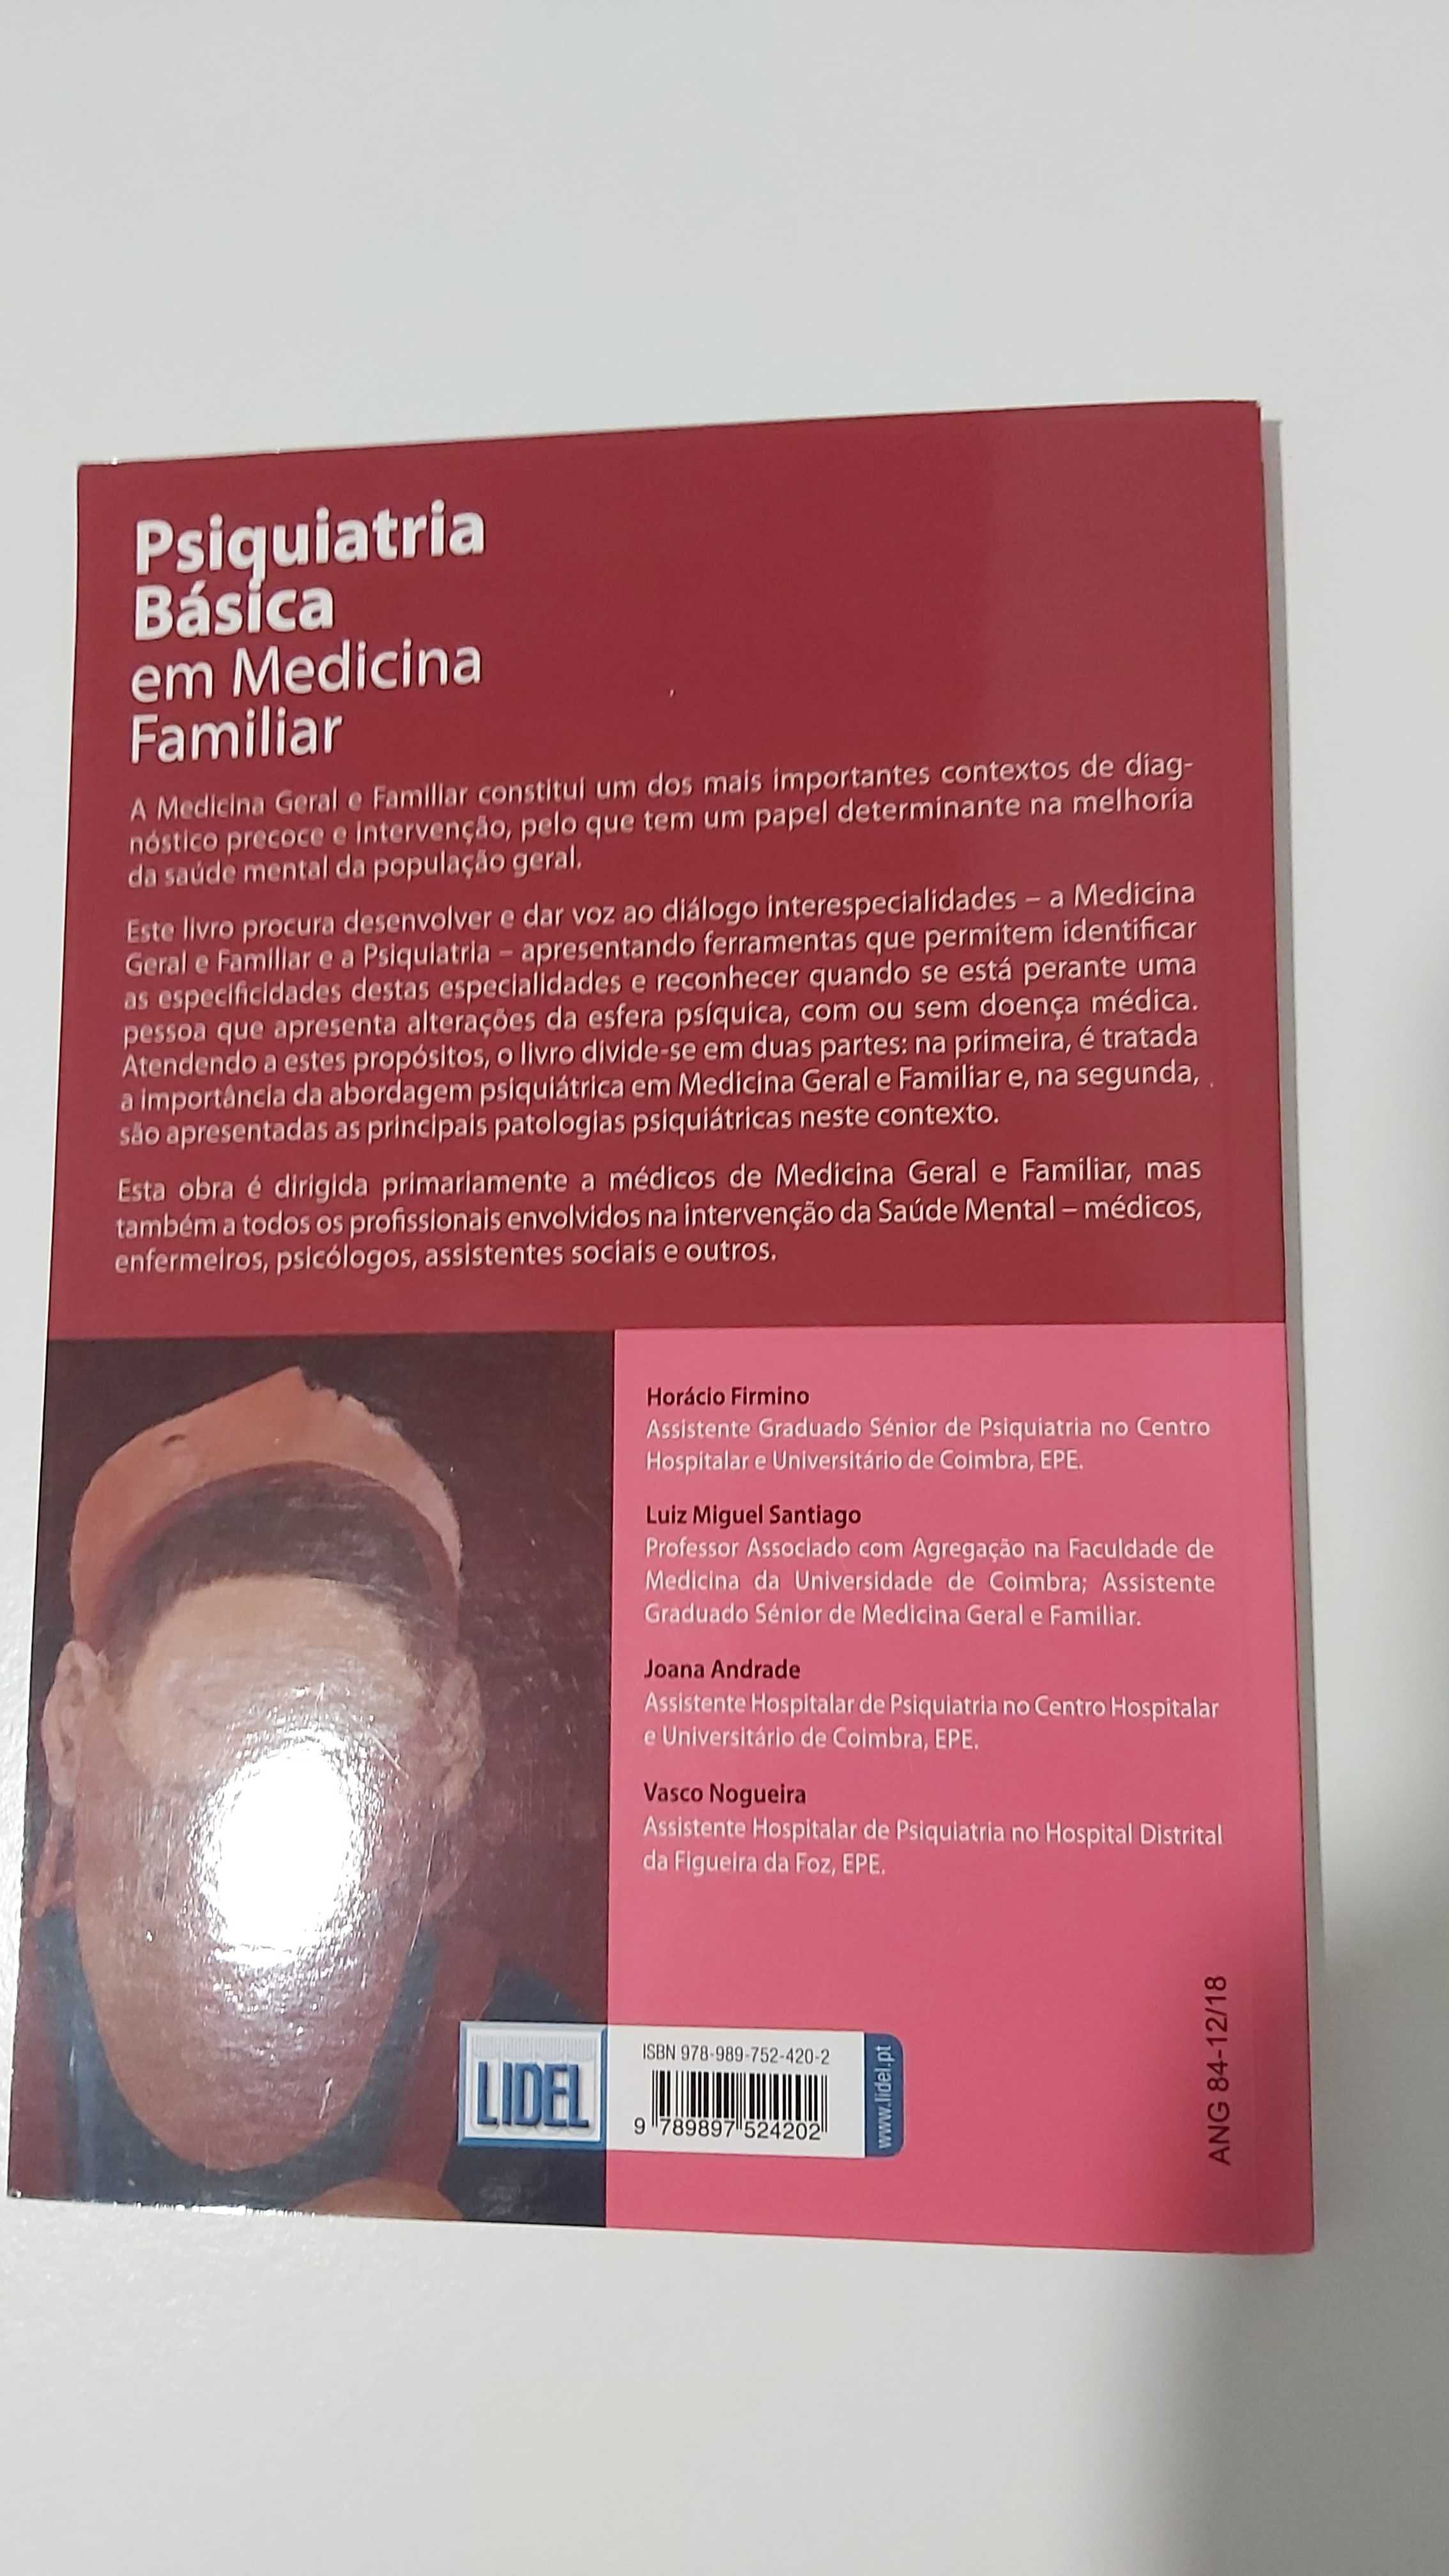 Psiquiatria
Básica
em Medicina
Familiar
A Medicina Geral e Familiar constitui um dos mais importantes contextos de diag-
nóstico precoce e intervenção, pelo que tem um papel determinante na melhoria
da saúde mental da população geral.
Este livro procura desenvolver e dar voz ao diálogo interespecialidades – a Medicina
Geral e Familiar e a Psiquiatria – apresentando ferramentas que permitem identificar
as especificidades destas especialidades e reconhecer quando se está perante uma
pessoa que apresenta alterações da esfera psíquica, com ou sem doença médica.
Atendendo a estes propósitos, o livro divide-se em duas partes: na primeira, é tratada
a importância da abordagem psiquiátrica em Medicina Geral e Familiar e, na segunda,
são apresentadas as principais patologias psiquiátricas neste contexto.
Esta obra é dirigida primariamente a médicos de Medicina Geral e Familiar, mas
também a todos os profissionais envolvidos na intervenção da Saúde Mental – médicos,
enfermeiros, psicólogos, assistentes sociais e outros.
Horácio Firmino
Assistente Graduado Sénior de Psiquiatria no Centro
Hospitalar e Universitário de Coimbra, EPE.
Luiz Miguel Santiago
Professor Associado com Agregação na Faculdade de
Medicina da Universidade de Coimbra; Assistente
Graduado Sénior de Medicina Geral e Familiar.
Joana Andrade
Assistente Hospitalar de Psiquiatria no Centro Hospitalar
e Universitário de Coimbra, EPE.
Vasco Nogueira
Assistente Hospitalar de Psiquiatria no Hospital Distrital
da Figueira da Foz, EPE.
LIDEL
ISBN 978-989-752-420-2
9 789897 524202
www.lidel.pt
ANG 84-12/18